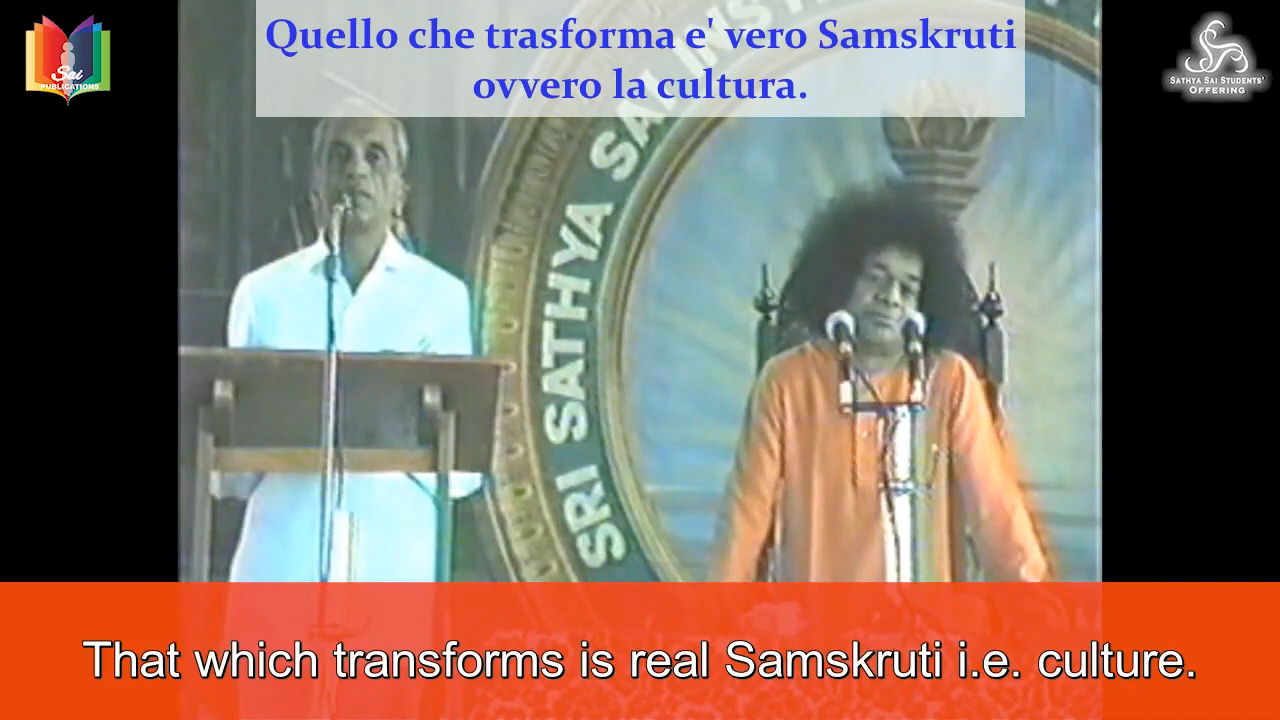 Quello che trasforma e' vero Samskruti
ovvero la cultura.
Sai
PUBLICATIONS
SATHYA SAI STUDENTS'
OFFERING
SRI SATHYA SAI INST
That which transforms is real Samskruti i.e. culture.